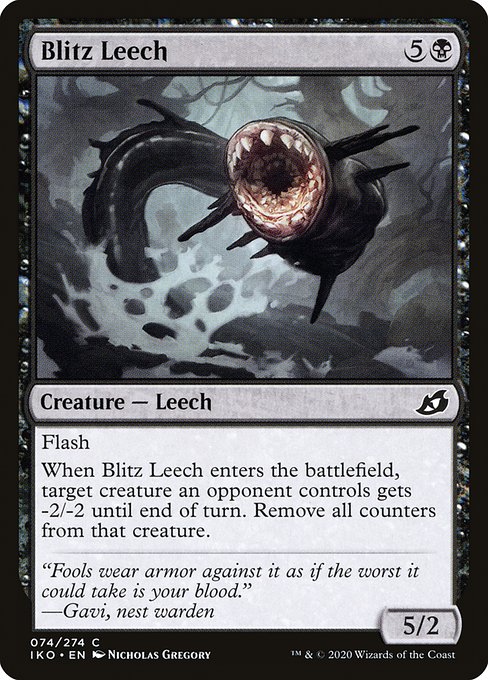 Blitz Leech 5
Creature — Leech
Flash
When Blitz Leech enters the battlefield,
target creature an opponent controls gets
-2/-2 until end of turn. Remove all counters
from that creature.
“Fools wear armor against it as if the worst it
could take is your blood.”
—Gavi, nest warden
5/2
074/274 C
IKO • EN Nicholas Gregory
™ & © 2020 Wizards of the Coast